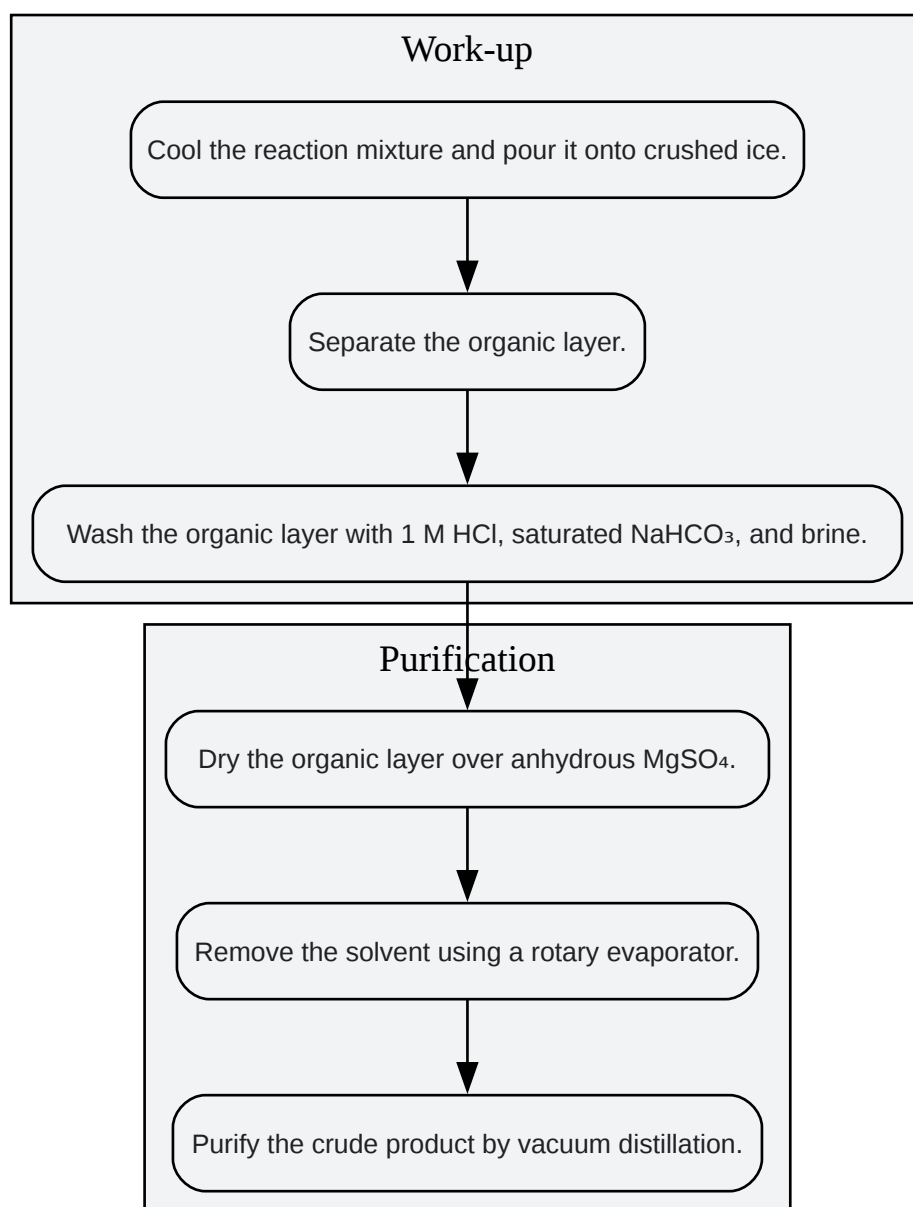 Work-up
Cool the reaction mixture and pour it onto crushed ice.
Separate the organic layer.
Wash the organic layer with 1 M HCl, saturated NaHCO₃, and brine.
Purification
Dry the organic layer over anhydrous MgSO₄.
Remove the solvent using a rotary evaporator.
Purify the crude product by vacuum distillation.